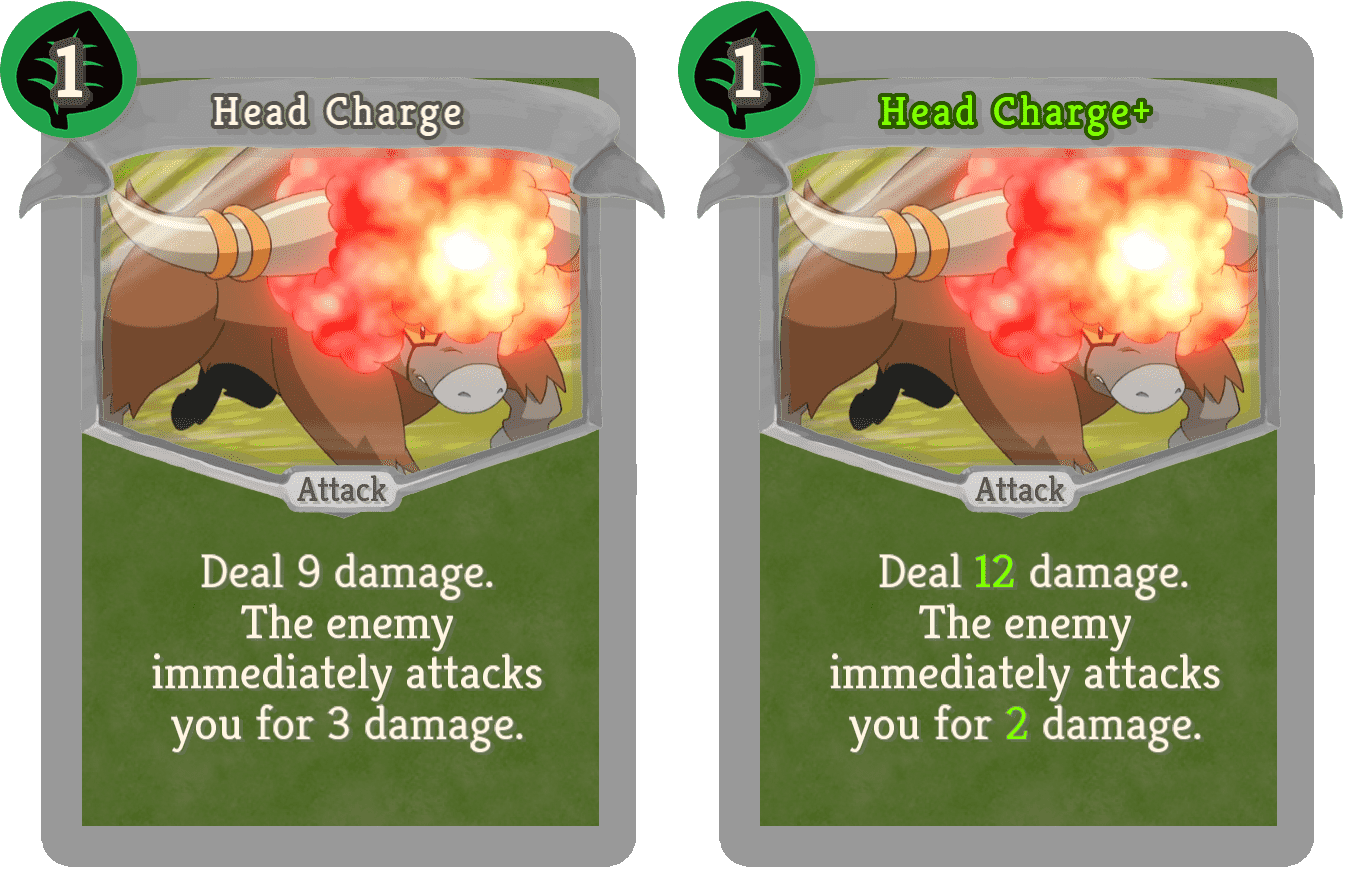 1
Head Charge
Attack
Deal 9 damage.
The enemy
immediately attacks
you for 3 damage.
1
Head Charge+
Attack
Deal 12 damage.
The enemy
immediately attacks
you for 2 damage.